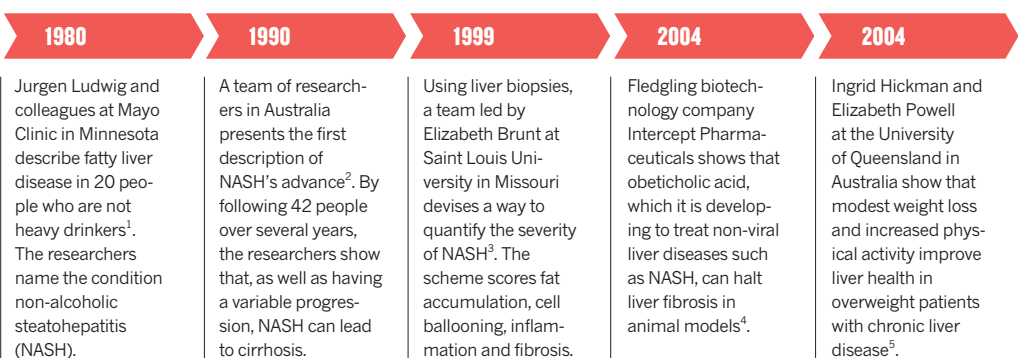 1980
Jurgen Ludwig and
colleagues at Mayo
Clinic in Minnesota
describe fatty liver
disease in 20 peo-
ple who are not
heavy drinkers¹.
The researchers
name the condition
non-alcoholic
steatohepatitis
(NASH).
1990
A team of research-
ers in Australia
presents the first
description of
NASH's advance². By
following 42 people
over several years,
the researchers show
that, as well as having
a variable progres-
sion, NASH can lead
to cirrhosis.
1999
Using liver biopsies,
a team led by
Elizabeth Brunt at
Saint Louis Uni-
versity in Missouri
devises a way to
quantify the severity
of NASH³. The
scheme scores fat
accumulation, cell
ballooning, inflam-
mation and fibrosis.
2004
Fledgling biotech-
nology company
Intercept Pharma-
ceuticals shows that
obeticholic acid,
which it is develop-
ing to treat non-viral
liver diseases such
as NASH, can halt
liver fibrosis in
animal models⁴.
2004
Ingrid Hickman and
Elizabeth Powell
at the University
of Queensland in
Australia show that
modest weight loss
and increased phys-
ical activity improve
liver health in
overweight patients
with chronic liver
disease⁵.